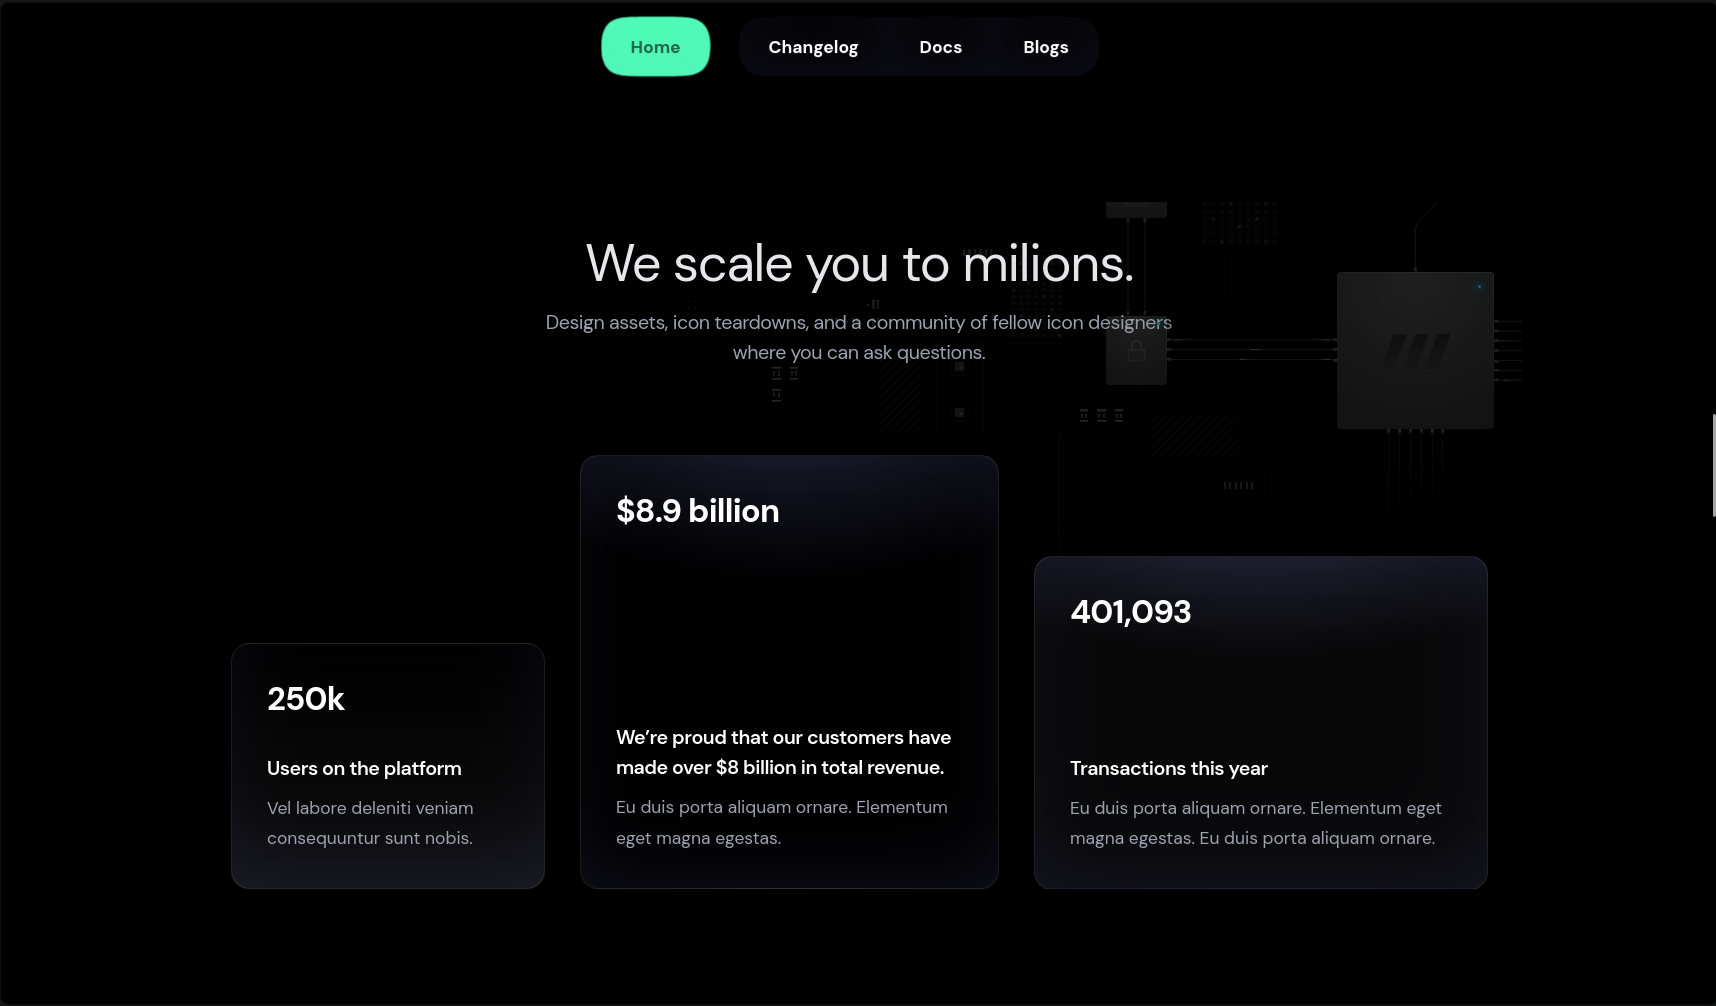 Home
Changelog
Docs
Blogs
We scale you to milions.
Design assets, icon teardowns, and a community of fellow icon designers
where you can ask questions.
250k
Users on the platform
Vel labore deleniti veniam
consequuntur sunt nobis.
$8.9 billion
We’re proud that our customers have
made over $8 billion in total revenue.
Eu duis porta aliquam ornare. Elementum
eget magna egestas.
401,093
Transactions this year
Eu duis porta aliquam ornare. Elementum eget
magna egestas. Eu duis porta aliquam ornare.